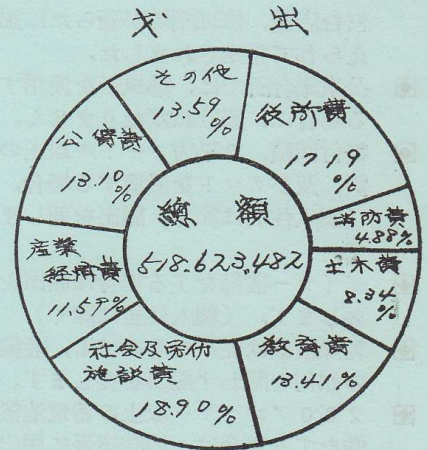 才出
その他
13.59
%
役所費
17.19
%
消防費
4.88%
土木費
8.34
%
教育費
13.41%
社会及労仂
施設費
18.90%
産業
経済費
11.59%
公債費
13.10
%
総額
518.623.482